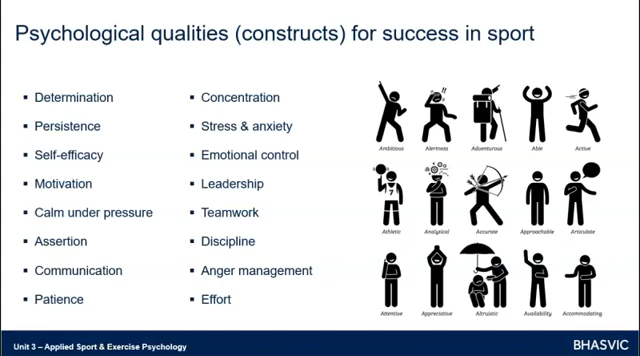 Psychological qualities (constructs) for success in sport
▪ Determination
▪ Persistence
▪ Self-efficacy
▪ Motivation
▪ Calm under pressure
▪ Assertion
▪ Communication
▪ Patience
▪ Concentration
▪ Stress & anxiety
▪ Emotional control
▪ Leadership
▪ Teamwork
▪ Discipline
▪ Anger management
▪ Effort
!!
Ambitious Alertness Adventurous Able Active
7
Athletic Analytical Accurate Approachable Articulate
Attentive Appreciative Altruistic Availability Accommodating
Unit 3 – Applied Sport & Exercise Psychology
BHASVIC